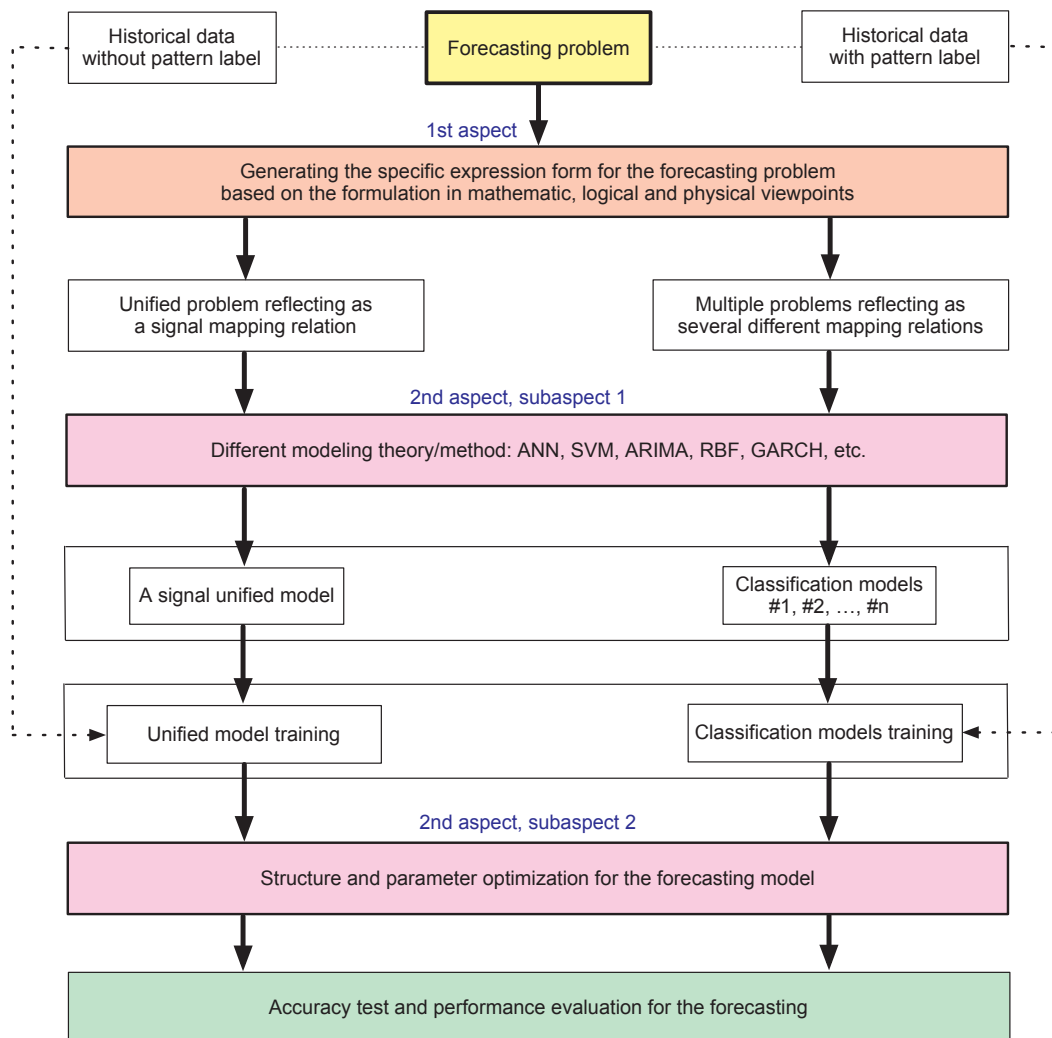 Historical data
without pattern label
Forecasting problem
Historical data
with pattern label
1st aspect
Generating the specific expression form for the forecasting problem
based on the formulation in mathematic, logical and physical viewpoints
Unified problem reflecting as
a signal mapping relation
Multiple problems reflecting as
several different mapping relations
2nd aspect, subaspect 1
Different modeling theory/method: ANN, SVM, ARIMA, RBF, GARCH, etc.
A signal unified model
Classification models
#1, #2, …, #n
Unified model training
Classification models training
2nd aspect, subaspect 2
Structure and parameter optimization for the forecasting model
Accuracy test and performance evaluation for the forecasting